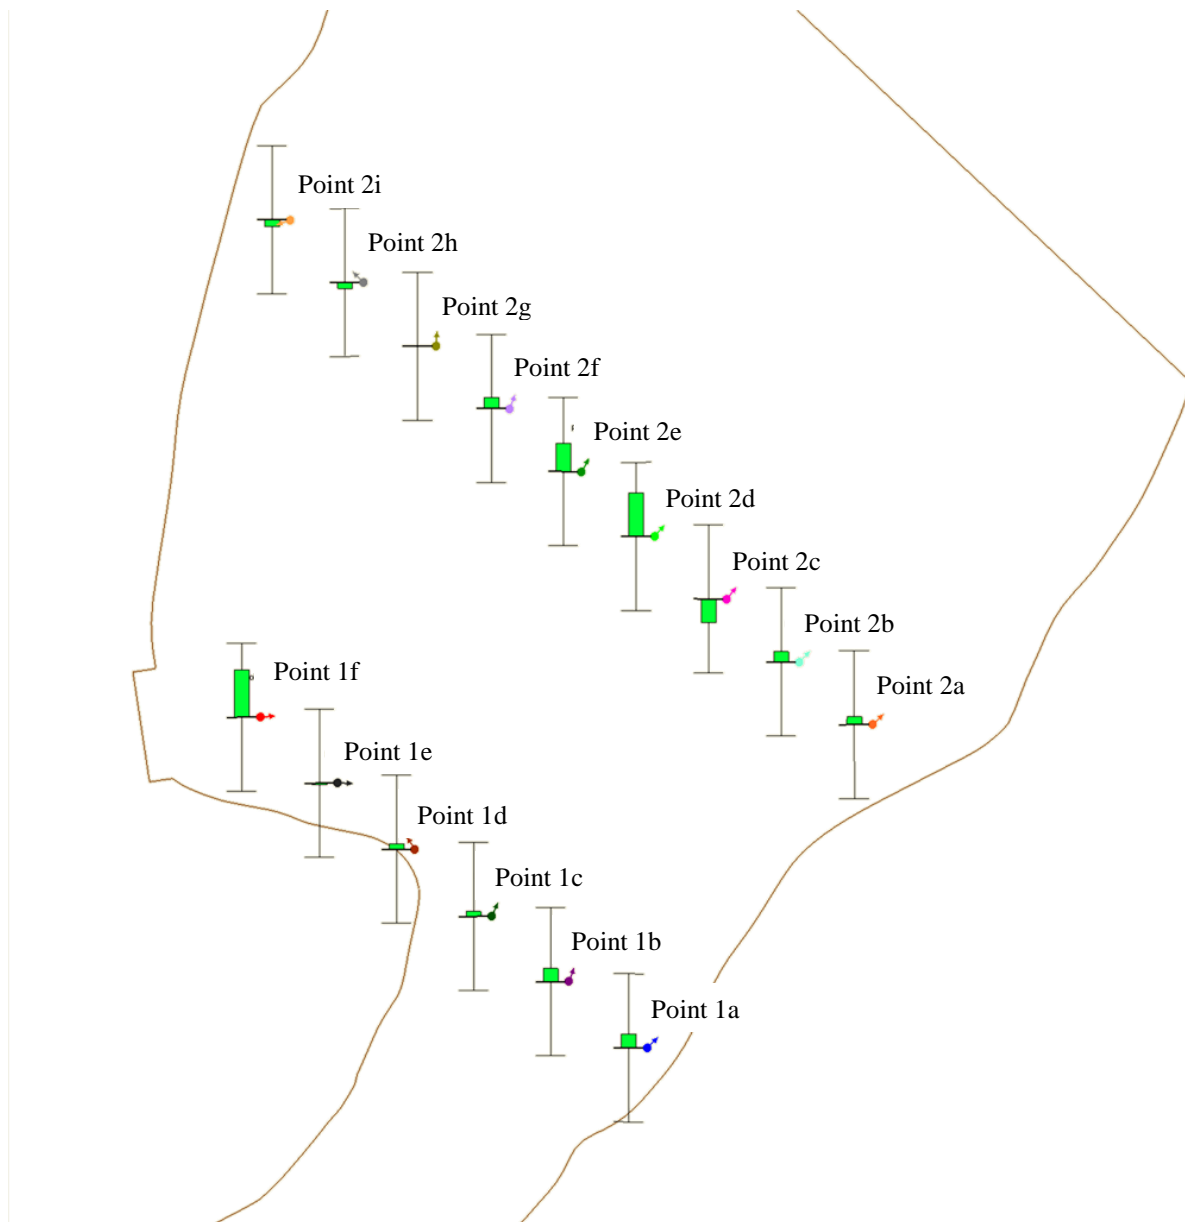 Point 2i
Point 2h
Point 2g
Point 2f
Point 2e
Point 2d
Point 2c
Point 2b
Point 1f
Point 2a
Point 1e
Point 1d
Point 1c
Point 1b
Point 1a